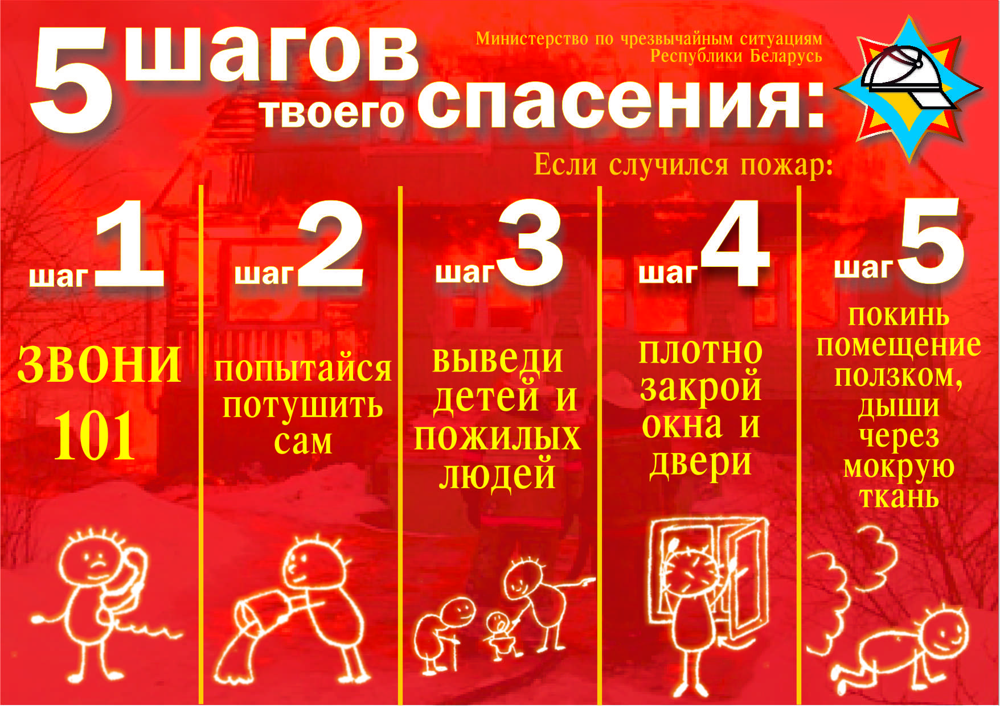 5 шагов
Министерство по чрезвычайным ситуациям
Республики Беларусь
твоего спасения:
Если случился пожар:
шаг 1
ЗВОНИ
101
шаг 2
попытайся
потушить
сам
шаг 3
выведи
детей и
пожилых
людей
шаг 4
плотно
закрой
окна и
двери
шаг 5
покинь
помещение
ползком,
дыши
через
мокрую
ткань